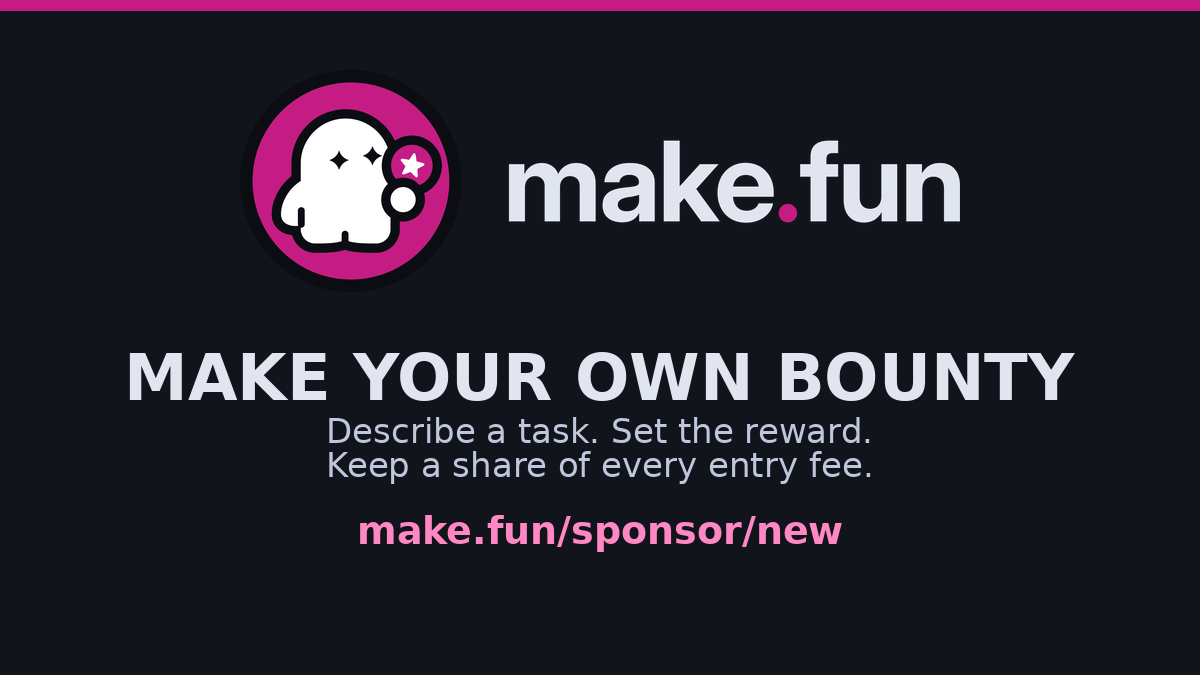 make.fun
MAKE YOUR OWN BOUNTY
Describe a task. Set the reward.
Keep a share of every entry fee.
make.fun/sponsor/new